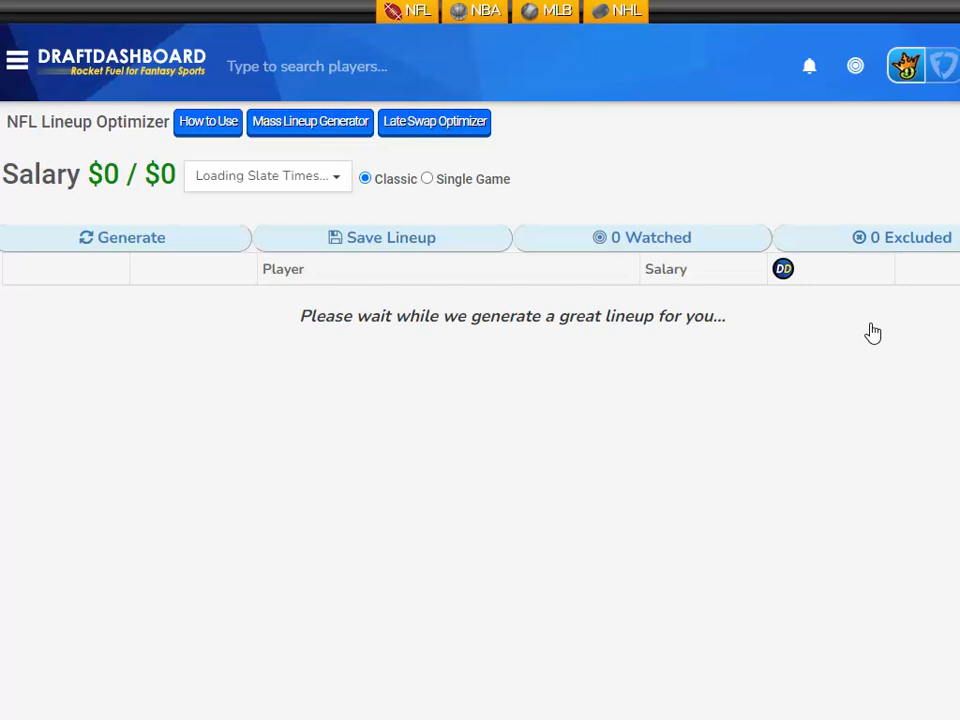 NFL NBA MLB NHL
DRAFTDASHBOARD
Rocket Fuel for Fantasy Sports
Type to search players...
NFL Lineup Optimizer How to Use Mass Lineup Generator Late Swap Optimizer
Salary $0 / $0 Loading Slate Times... Classic Single Game
Generate Save Lineup 0 Watched 0 Excluded
Player Salary DD
Please wait while we generate a great lineup for you...